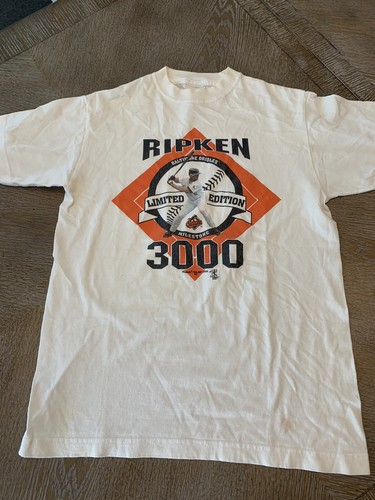 RIPKEN
BALTIMORE ORIOLES
LIMITED EDITION
MILESTONE
3000